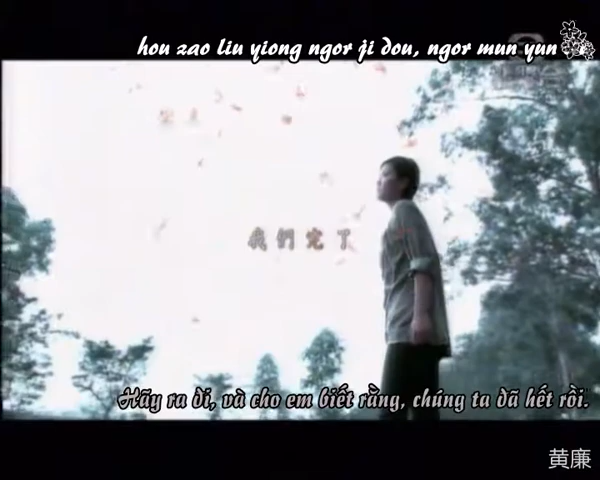 hou zao liu yiong ngor ji dou, ngor mun yun
我們完了
Hãy ra đi, và cho em biết rằng, chúng ta đã hết rồi.
黄廉